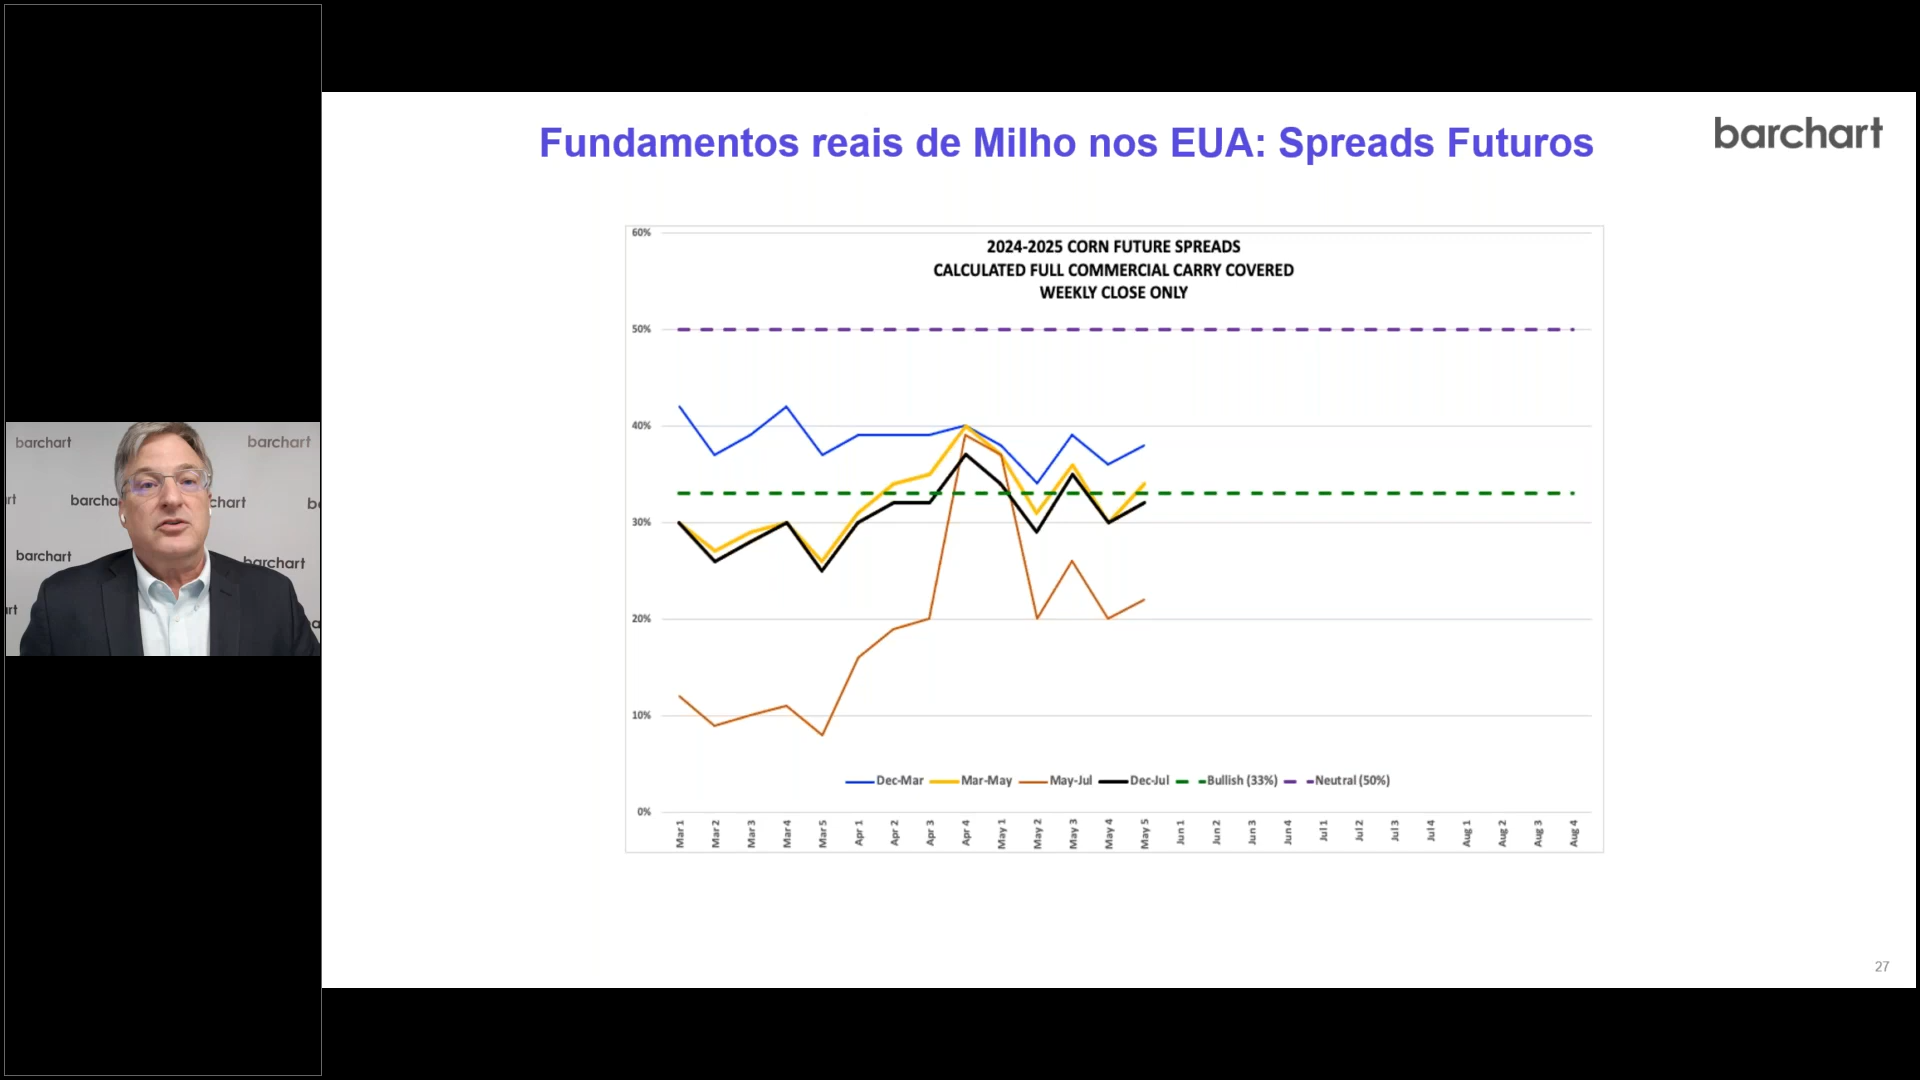 Fundamentos reais de Milho nos EUA: Spreads Futuros
barchart
2024-2025 CORN FUTURE SPREADS
CALCULATED FULL COMMERCIAL CARRY COVERED
WEEKLY CLOSE ONLY
60%
50%
40%
30%
20%
10%
0%
Dec-Mar Mar-May May-Jul Dec-Jul Bullish (33%) Neutral (50%)
Mar 1 Mar 2 Mar 3 Mar 4 Mar 5 Apr 1 Apr 2 Apr 3 Apr 4 May 1 May 2 May 3 May 4 May 5 Jun 1 Jun 2 Jun 3 Jun 4 Jul 1 Jul 2 Jul 3 Jul 4 Aug 1 Aug 2 Aug 3 Aug 4
27
barchart barchart
rt barcha chart b
barchart barchart
rt a